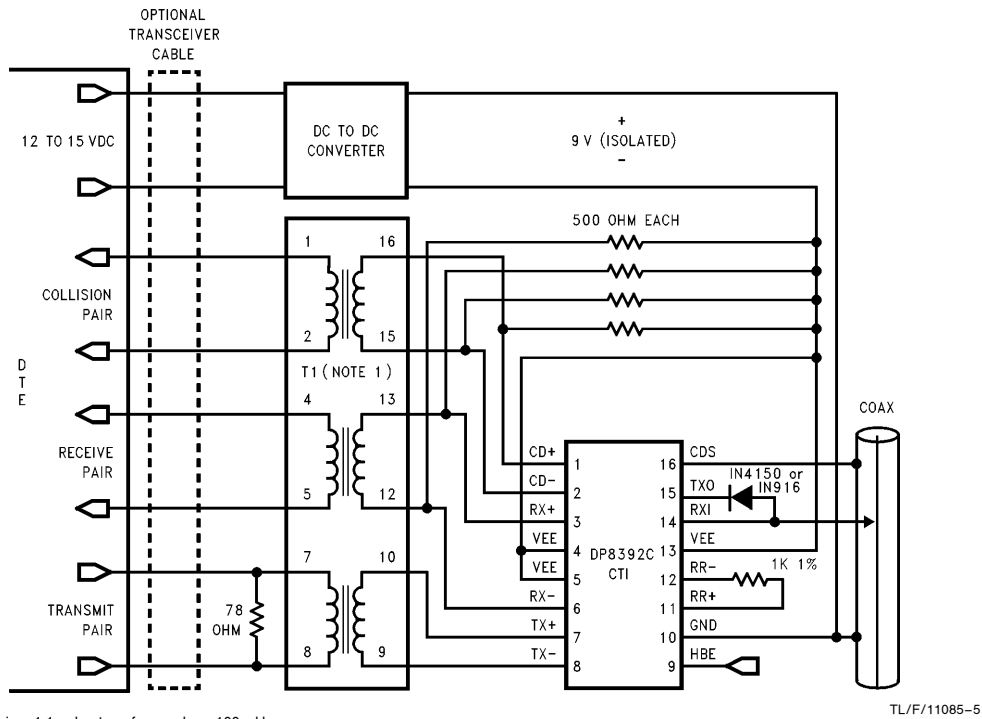 OPTIONAL
TRANSCEIVER
CABLE
12 TO 15 VDC
DC TO DC
CONVERTER
+
9 V (ISOLATED)
−
500 OHM EACH
1
16
COLLISION
PAIR
2
15
T1 ( NOTE 1 )
D
T
E
4
13
RECEIVE
PAIR
5
12
7
10
TRANSMIT
PAIR
78
OHM
8
9
COAX
CD+
1
CD-
2
RX+
3
VEE
4
VEE
5
RX-
6
TX+
7
TX-
8
DP8392C
CTI
16
CDS
15
TXO
IN4150 or
IN916
14
RXI
13
VEE
12
RR-
1K 1%
11
RR+
10
GND
9
HBE
TL/F/11085–5